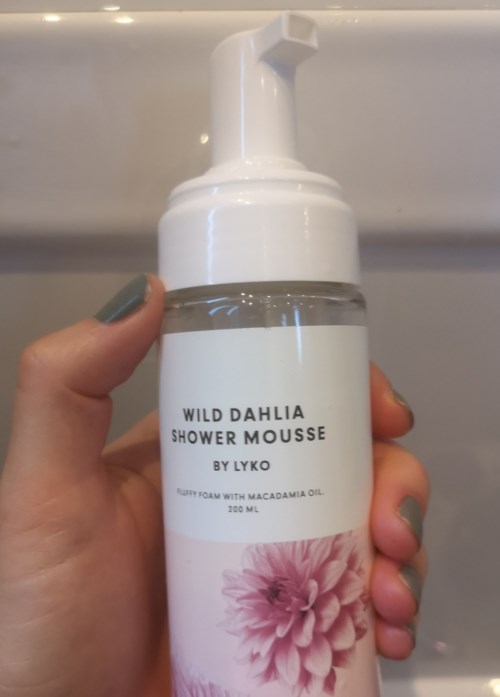 WILD DAHLIA
SHOWER MOUSSE
BY LYKO
FLUFFY FOAM WITH MACADAMIA OIL.
200 ML